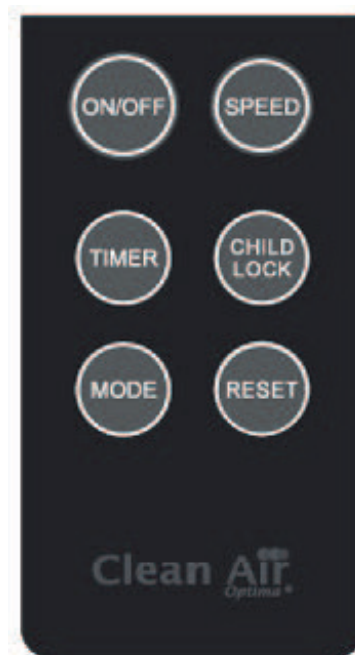 ON/OFF
SPEED
TIMER
CHILD
LOCK
MODE
RESET
Clean Air
Optima®